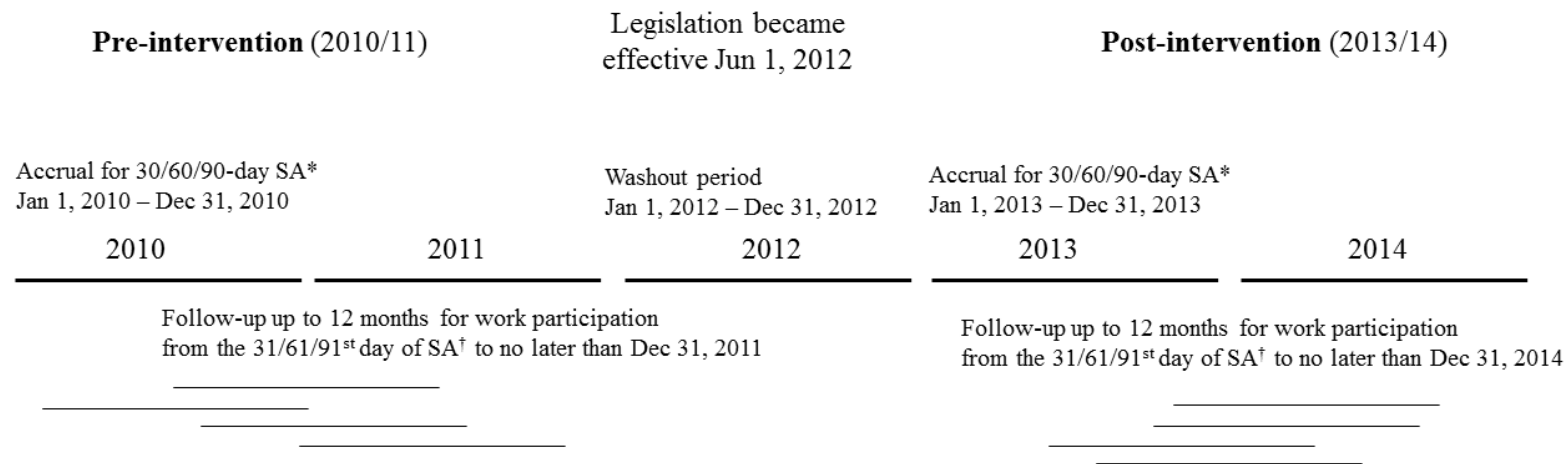 Pre-intervention (2010/11)
Legislation became
effective Jun 1, 2012
Post-intervention (2013/14)
Accrual for 30/60/90-day SA*
Jan 1, 2010 – Dec 31, 2010
Washout period
Jan 1, 2012 – Dec 31, 2012
Accrual for 30/60/90-day SA*
Jan 1, 2013 – Dec 31, 2013
2010
2011
2012
2013
2014
Follow-up up to 12 months for work participation
from the 31/61/91st day of SA† to no later than Dec 31, 2011
Follow-up up to 12 months for work participation
from the 31/61/91st day of SA† to no later than Dec 31, 2014